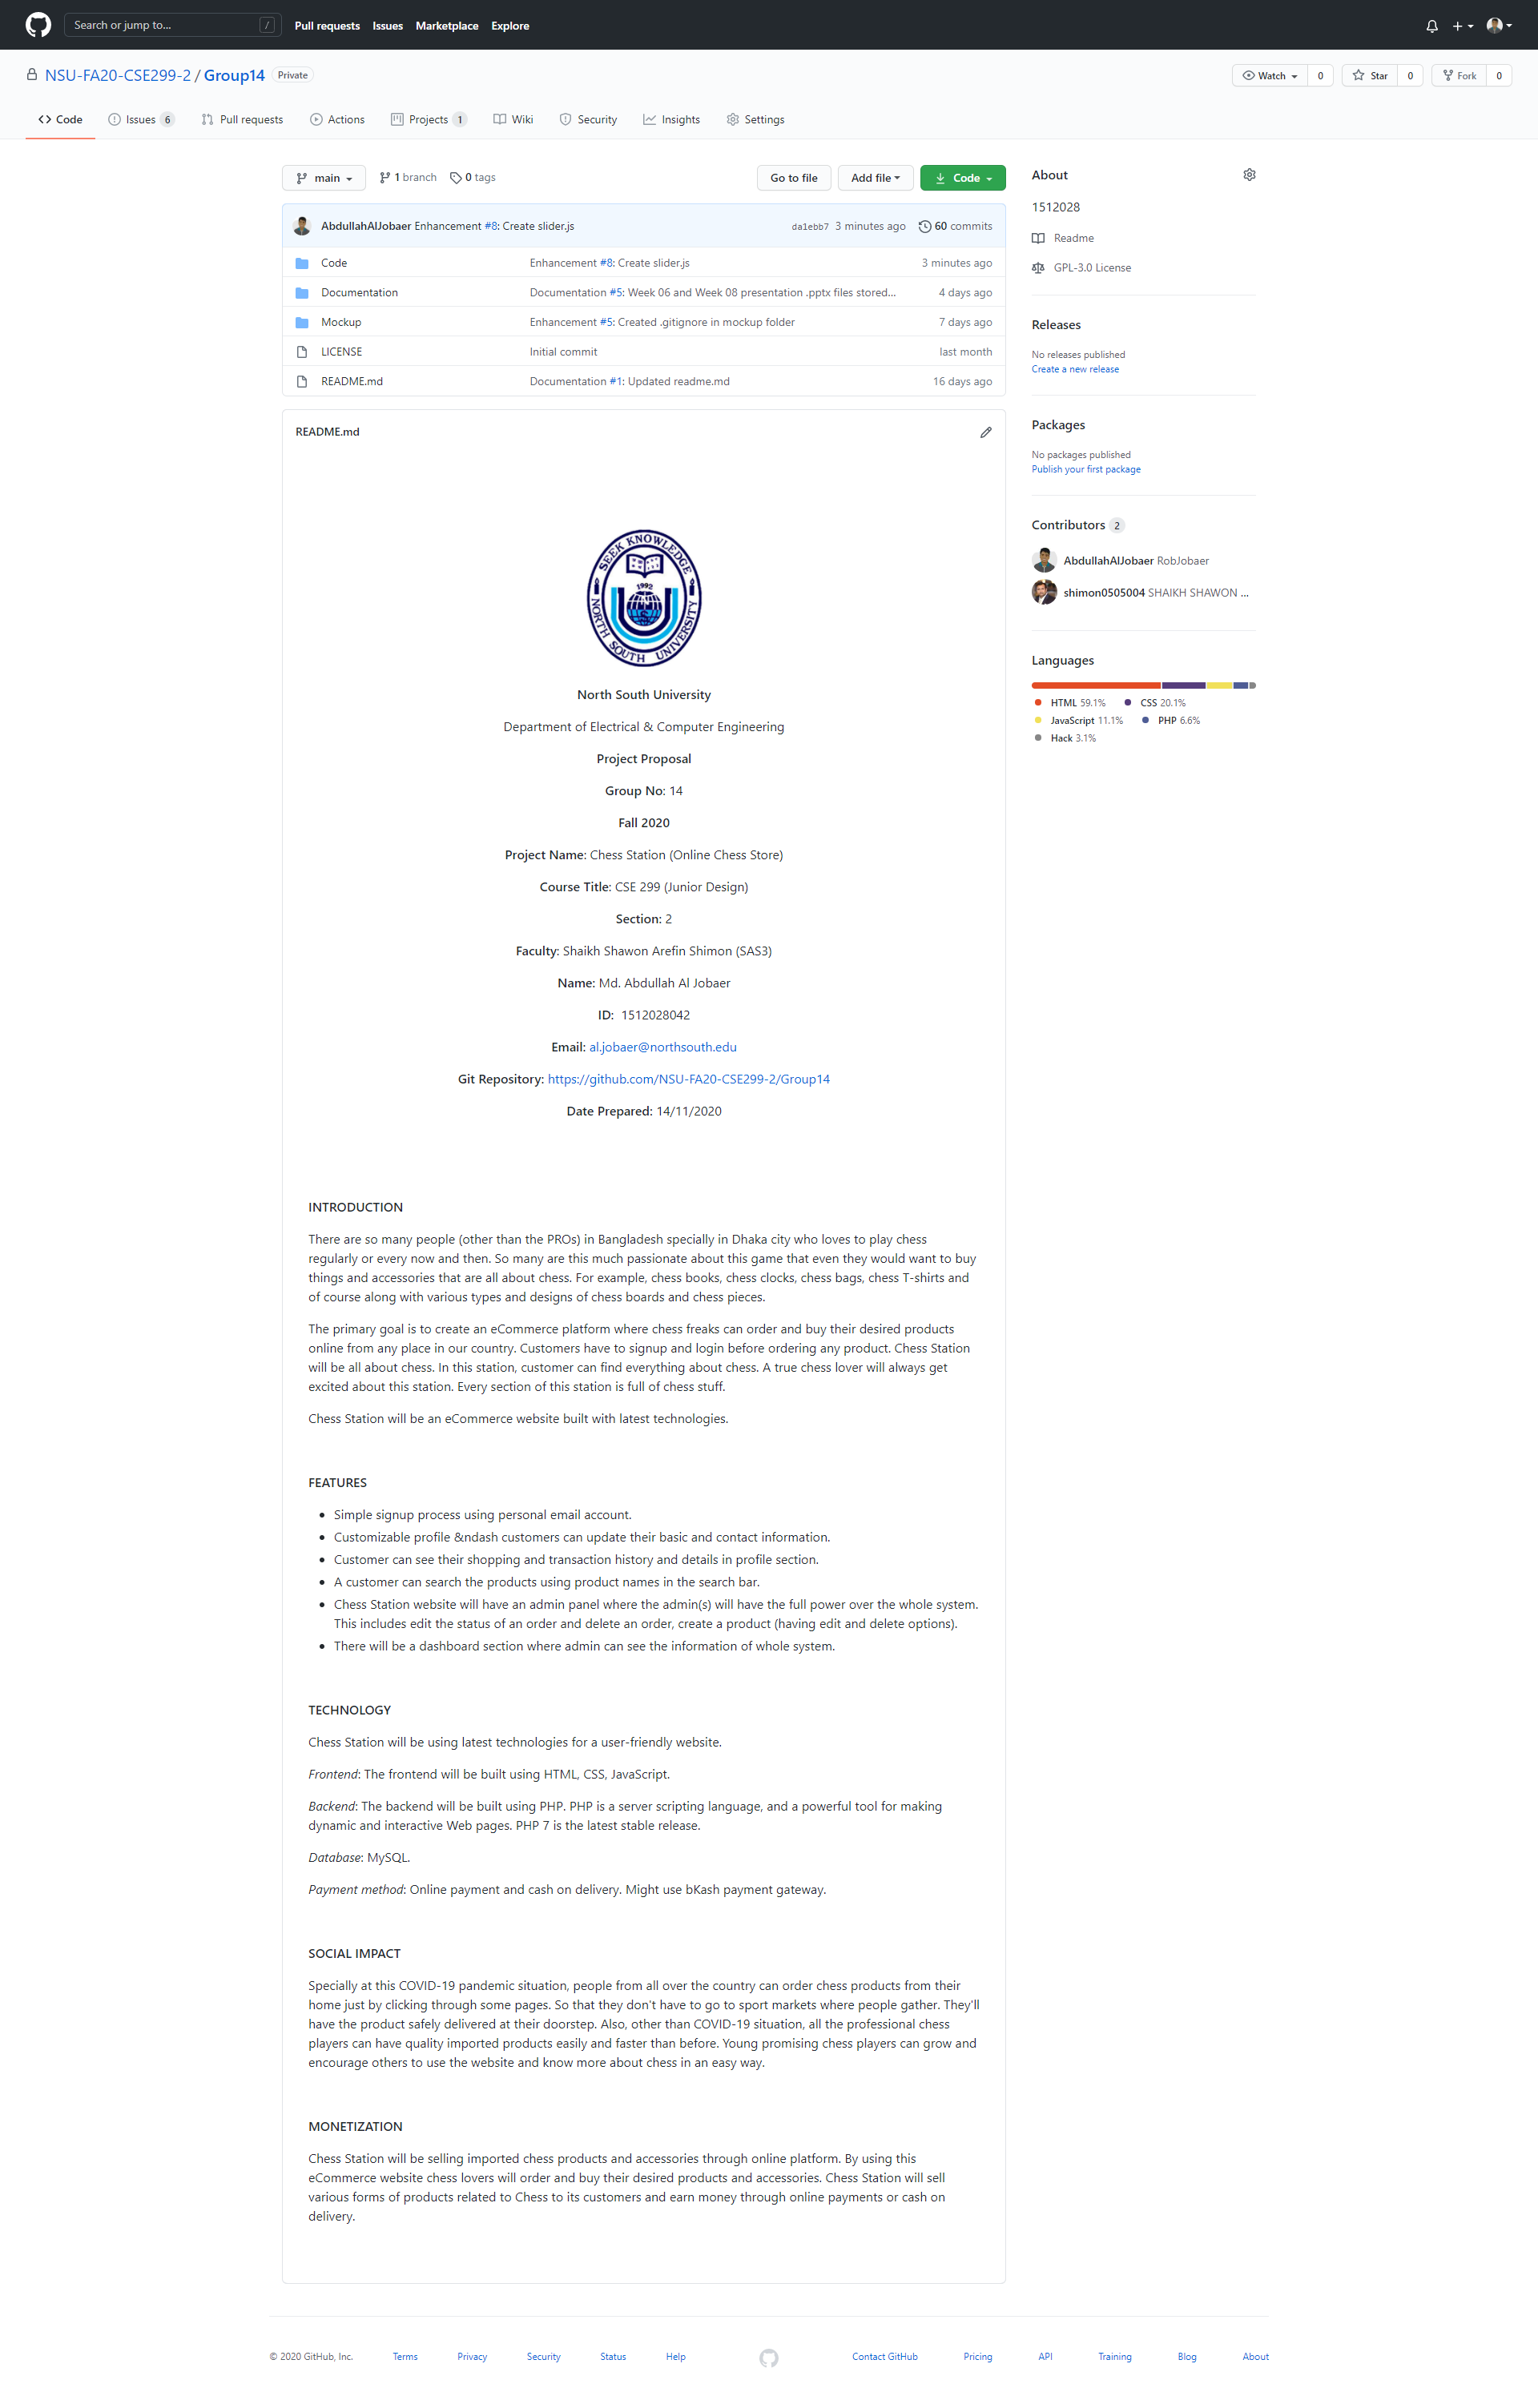 Search or jump to... /
Pull requests Issues Marketplace Explore
NSU-FA20-CSE299-2 / Group14 Private
Watch 0 Star 0 Fork 0
Code Issues 6 Pull requests Actions Projects 1 Wiki Security Insights Settings
main 1 branch 0 tags Go to file Add file Code
AbdullahAlJobaer Enhancement #8: Create slider.js da1ebb7 3 minutes ago 60 commits
Code Enhancement #8: Create slider.js 3 minutes ago
Documentation Documentation #5: Week 06 and Week 08 presentation .pptx files stored... 4 days ago
Mockup Enhancement #5: Created .gitignore in mockup folder 7 days ago
LICENSE Initial commit last month
README.md Documentation #1: Updated readme.md 16 days ago
README.md
SEEK KNOWLEDGE
1992
NORTH SOUTH UNIVERSITY
North South University
Department of Electrical & Computer Engineering
Project Proposal
Group No: 14
Fall 2020
Project Name: Chess Station (Online Chess Store)
Course Title: CSE 299 (Junior Design)
Section: 2
Faculty: Shaikh Shawon Arefin Shimon (SAS3)
Name: Md. Abdullah Al Jobaer
ID: 1512028042
Email: al.jobaer@northsouth.edu
Git Repository: https://github.com/NSU-FA20-CSE299-2/Group14
Date Prepared: 14/11/2020
INTRODUCTION
There are so many people (other than the PROs) in Bangladesh specially in Dhaka city who loves to play chess
regularly or every now and then. So many are this much passionate about this game that even they would want to buy
things and accessories that are all about chess. For example, chess books, chess clocks, chess bags, chess T-shirts and
of course along with various types and designs of chess boards and chess pieces.
The primary goal is to create an eCommerce platform where chess freaks can order and buy their desired products
online from any place in our country. Customers have to signup and login before ordering any product. Chess Station
will be all about chess. In this station, customer can find everything about chess. A true chess lover will always get
excited about this station. Every section of this station is full of chess stuff.
Chess Station will be an eCommerce website built with latest technologies.
FEATURES
• Simple signup process using personal email account.
• Customizable profile &ndash customers can update their basic and contact information.
• Customer can see their shopping and transaction history and details in profile section.
• A customer can search the products using product names in the search bar.
• Chess Station website will have an admin panel where the admin(s) will have the full power over the whole system.
This includes edit the status of an order and delete an order, create a product (having edit and delete options).
• There will be a dashboard section where admin can see the information of whole system.
TECHNOLOGY
Chess Station will be using latest technologies for a user-friendly website.
Frontend: The frontend will be built using HTML, CSS, JavaScript.
Backend: The backend will be built using PHP. PHP is a server scripting language, and a powerful tool for making
dynamic and interactive Web pages. PHP 7 is the latest stable release.
Database: MySQL.
Payment method: Online payment and cash on delivery. Might use bKash payment gateway.
SOCIAL IMPACT
Specially at this COVID-19 pandemic situation, people from all over the country can order chess products from their
home just by clicking through some pages. So that they don't have to go to sport markets where people gather. They'll
have the product safely delivered at their doorstep. Also, other than COVID-19 situation, all the professional chess
players can have quality imported products easily and faster than before. Young promising chess players can grow and
encourage others to use the website and know more about chess in an easy way.
MONETIZATION
Chess Station will be selling imported chess products and accessories through online platform. By using this
eCommerce website chess lovers will order and buy their desired products and accessories. Chess Station will sell
various forms of products related to Chess to its customers and earn money through online payments or cash on
delivery.
About
1512028
Readme
GPL-3.0 License
Releases
No releases published
Create a new release
Packages
No packages published
Publish your first package
Contributors 2
AbdullahAlJobaer RobJobaer
shimon0505004 SHAIKH SHAWON ...
Languages
HTML 59.1% CSS 20.1%
JavaScript 11.1% PHP 6.6%
Hack 3.1%
© 2020 GitHub, Inc. Terms Privacy Security Status Help Contact GitHub Pricing API Training Blog About